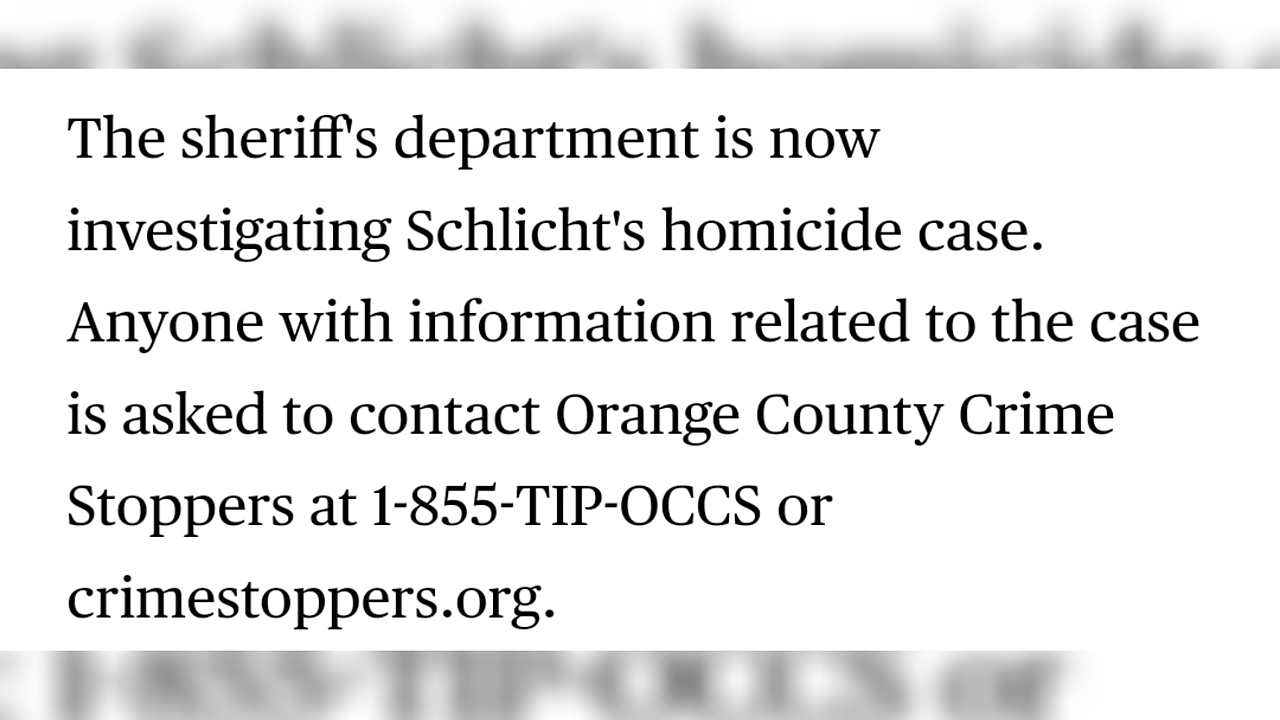 The sheriff's department is now
investigating Schlicht's homicide case.
Anyone with information related to the case
is asked to contact Orange County Crime
Stoppers at 1-855-TIP-OCCS or
crimestoppers.org.